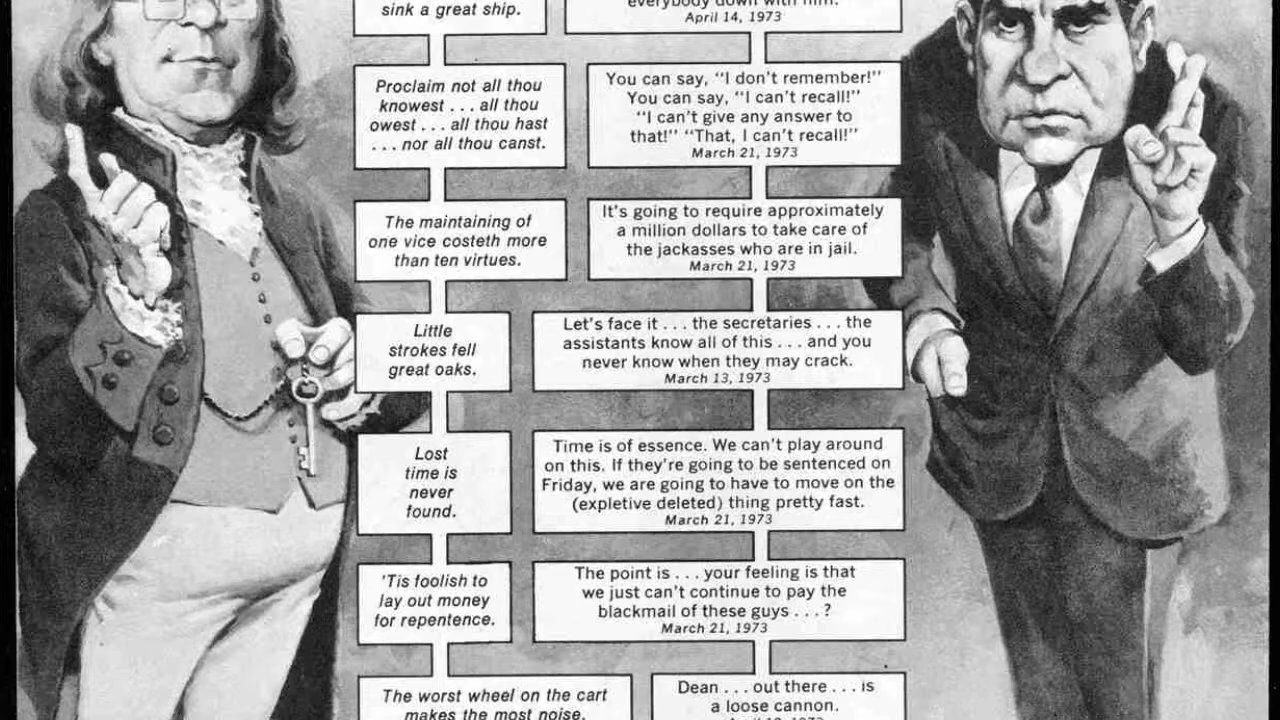 sink a great ship.
everybody down with him.
April 14, 1973
Proclaim not all thou
knowest . . . all thou
owest . . . all thou hast
. . . nor all thou canst.
You can say, “I don’t remember!”
You can say, “I can’t recall!”
“I can’t give any answer to
that!” “That, I can’t recall!”
March 21, 1973
The maintaining of
one vice costeth more
than ten virtues.
It’s going to require approximately
a million dollars to take care of
the jackasses who are in jail.
March 21, 1973
Little
strokes fell
great oaks.
Let’s face it . . . the secretaries . . . the
assistants know all of this . . . and you
never know when they may crack.
March 13, 1973
Lost
time is
never
found.
Time is of essence. We can’t play around
on this. If they’re going to be sentenced on
Friday, we are going to have to move on the
(expletive deleted) thing pretty fast.
March 21, 1973
’Tis foolish to
lay out money
for repentence.
The point is . . . your feeling is that
we just can’t continue to pay the
blackmail of these guys . . . ?
March 21, 1973
The worst wheel on the cart
makes the most noise.
Dean . . . out there . . . is
a loose cannon.